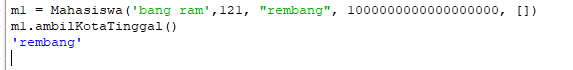 m1 = Mahasiswa('bang ram',121, "rembang", 1000000000000000000, [])
m1.ambilKotaTinggal()
'rembang'